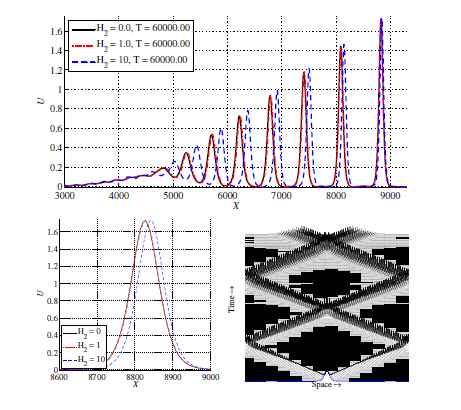 H2 = 0.0, T = 60000.00
H2 = 1.0, T = 60000.00
H2 = 10, T = 60000.00
1.6
1.4
1.2
1
0.8
0.6
0.4
0.2
0
U
3000 4000 5000 6000 7000 8000 9000
X
1.6
1.4
1.2
1
0.8
0.6
0.4
0.2
0
U
H2 = 0
H2 = 1
H2 = 10
8600 8700 8800 8900 9000
X
Time→
Space→